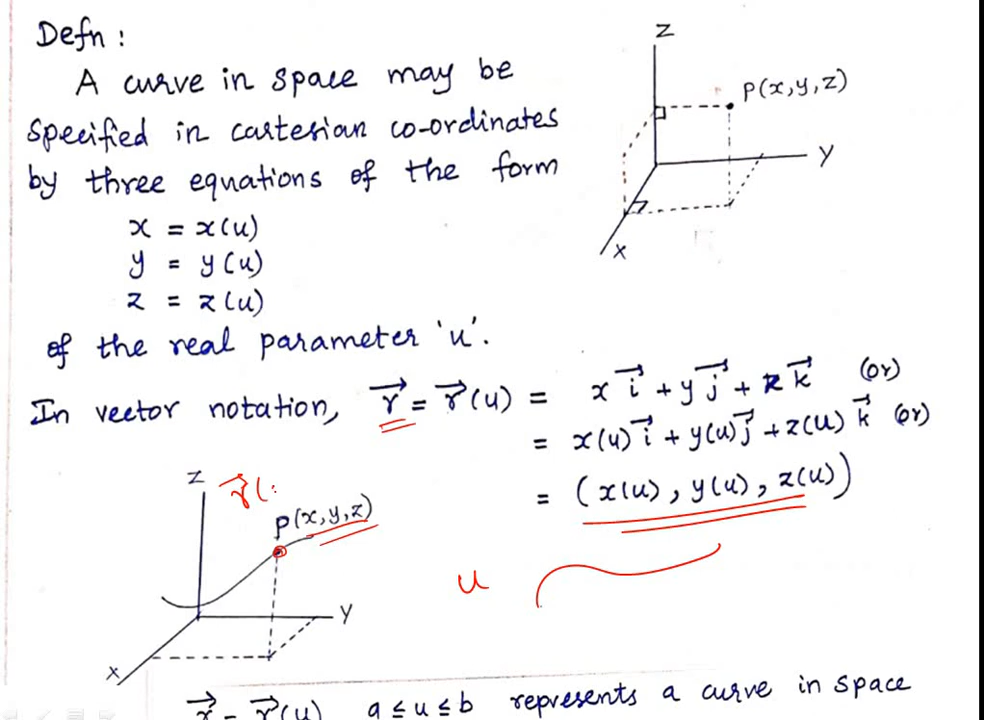 Defn :
A curve in space may be
specified in cartesian co-ordinates
by three equations of the form
x = x(u)
y = y(u)
z = z(u)
of the real parameter 'u'.
Z
P(x,y,z)
Y
X
In vector notation, r⃗ = r⃗(u) = x i⃗ + y j⃗ + z k⃗ (or)
= x(u) i⃗ + y(u) j⃗ + z(u) k⃗ (or)
= (x(u), y(u), z(u))
Z
r⃗(
P(x,y,z)
Y
X
u
r⃗ = r⃗(u) a ≤ u ≤ b represents a curve in space